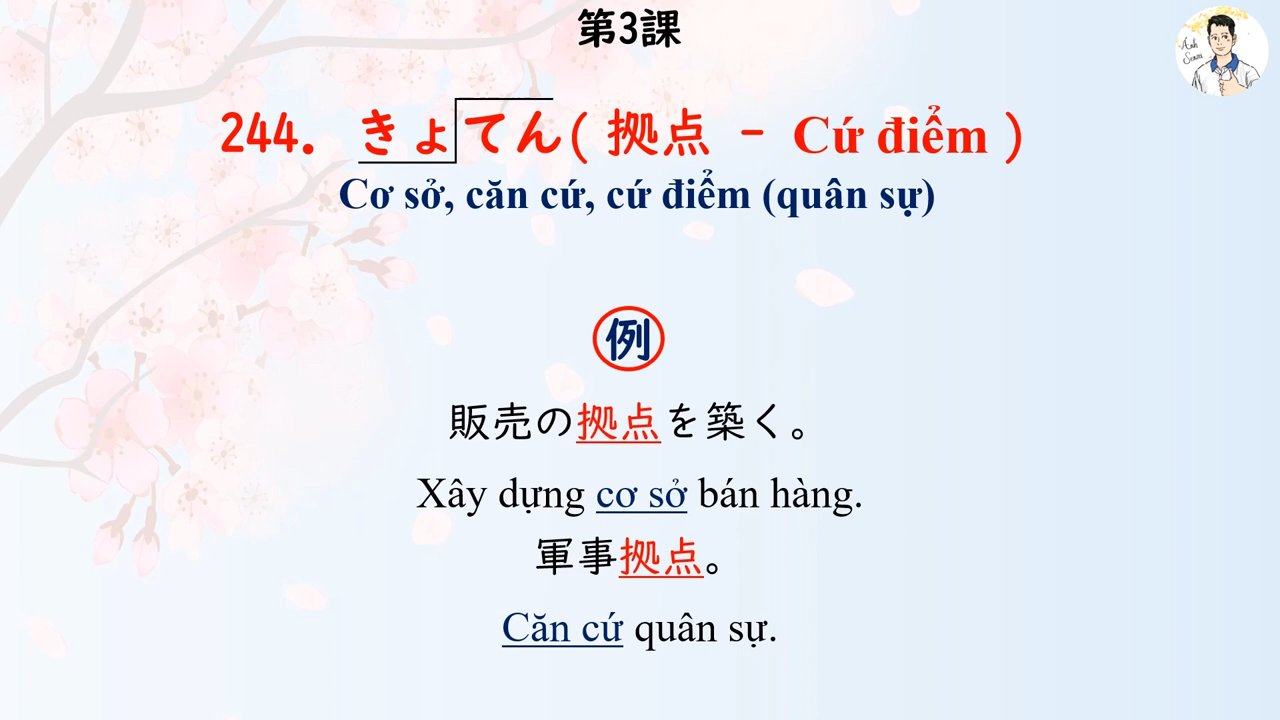 第3課
Anh
Sensei
244. きょてん( 拠点 - Cứ điểm )
Cơ sở, căn cứ, cứ điểm (quân sự)
例
販売の拠点を築く。
Xây dựng cơ sở bán hàng.
軍事拠点。
Căn cứ quân sự.